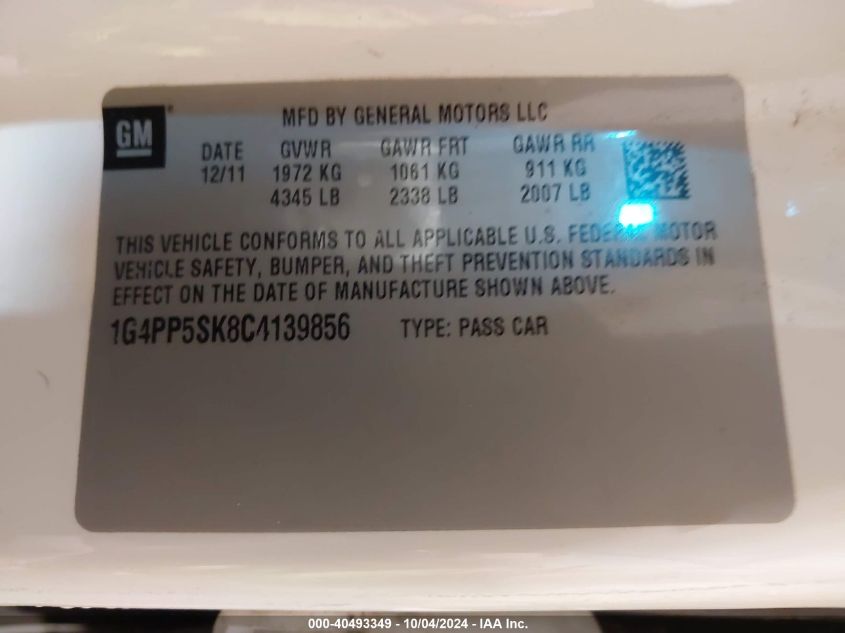 GM ®
MFD BY GENERAL MOTORS LLC
DATE GVWR GAWR FRT GAWR RR
12/11 1972 KG 1061 KG 911 KG
4345 LB 2338 LB 2007 LB
THIS VEHICLE CONFORMS TO ALL APPLICABLE U.S. FEDERAL MOTOR
VEHICLE SAFETY, BUMPER, AND THEFT PREVENTION STANDARDS IN
EFFECT ON THE DATE OF MANUFACTURE SHOWN ABOVE.
1G4PP5SK8C4139856 TYPE: PASS CAR
000-40493349 - 10/04/2024 - IAA Inc.